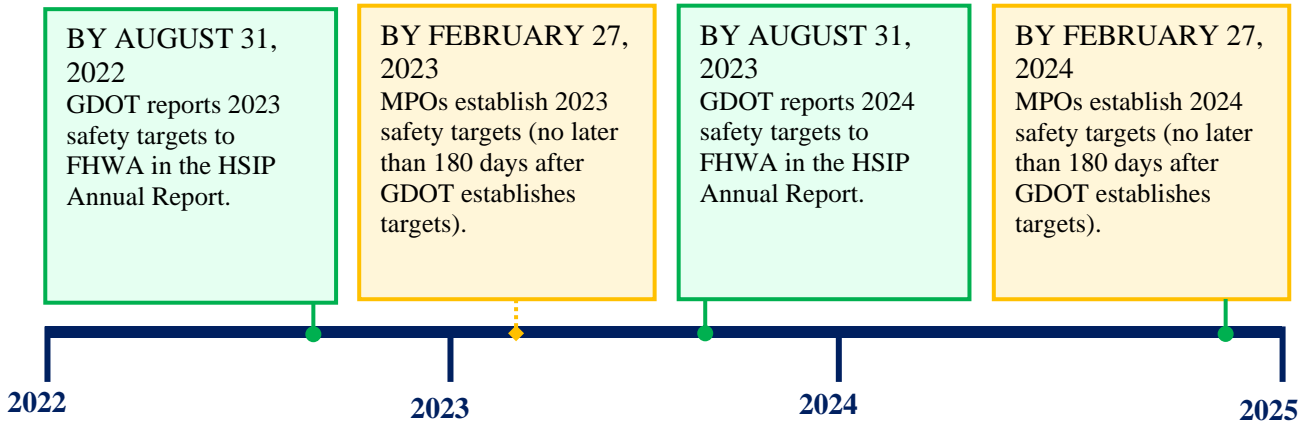 BY AUGUST 31,
2022
GDOT reports 2023
safety targets to
FHWA in the HSIP
Annual Report.
BY FEBRUARY 27,
2023
MPOs establish 2023
safety targets (no later
than 180 days after
GDOT establishes
targets).
BY AUGUST 31,
2023
GDOT reports 2024
safety targets to
FHWA in the HSIP
Annual Report.
BY FEBRUARY 27,
2024
MPOs establish 2024
safety targets (no later
than 180 days after
GDOT establishes
targets).
2022
2023
2024
2025